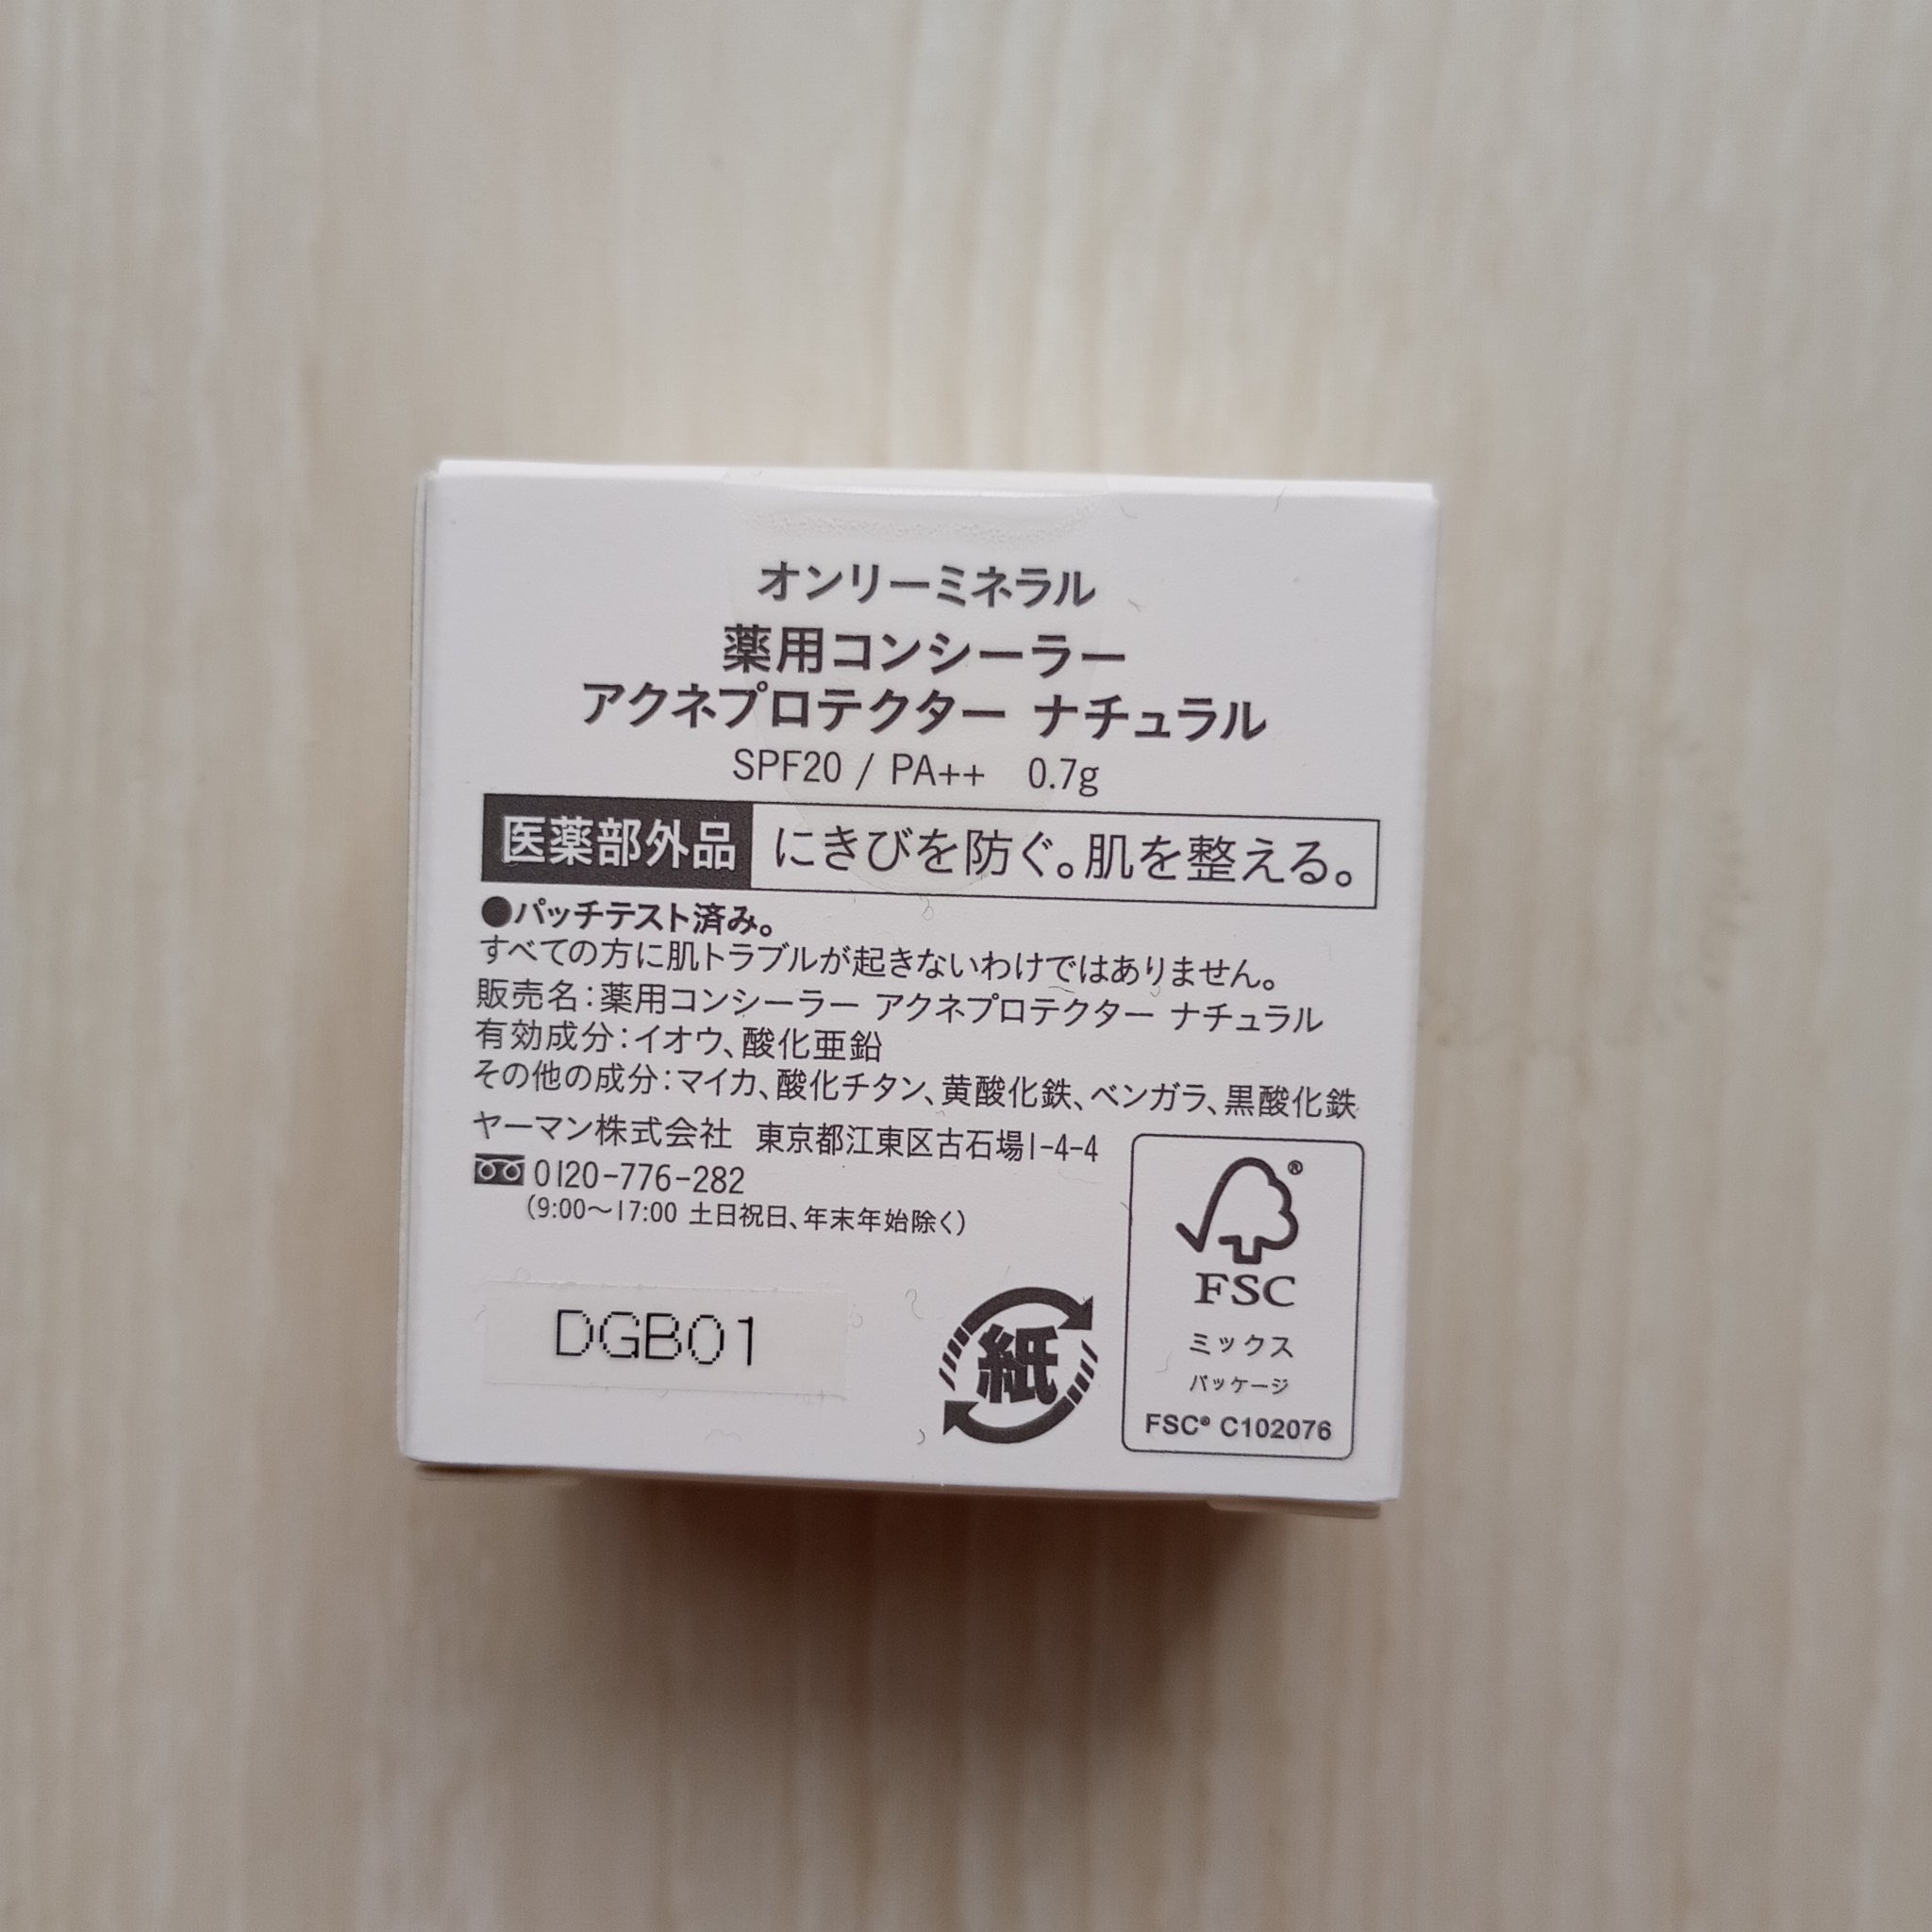 オンリーミネラル
薬用コンシーラー
アクネプロテクター ナチュラル
SPF20 / PA++ 0.7g
医薬部外品 にきびを防ぐ。肌を整える。
●パッチテスト済み。
すべての方に肌トラブルが起きないわけではありません。
販売名：薬用コンシーラー アクネプロテクター ナチュラル
有効成分：イオウ、酸化亜鉛
その他の成分：マイカ、酸化チタン、黄酸化鉄、ベンガラ、黒酸化鉄
ヤーマン株式会社 東京都江東区古石場1-4-4
0120-776-282
（9:00〜17:00 土日祝日、年末年始除く）
DGB01
紙
®
FSC
ミックス
パッケージ
FSC® C102076